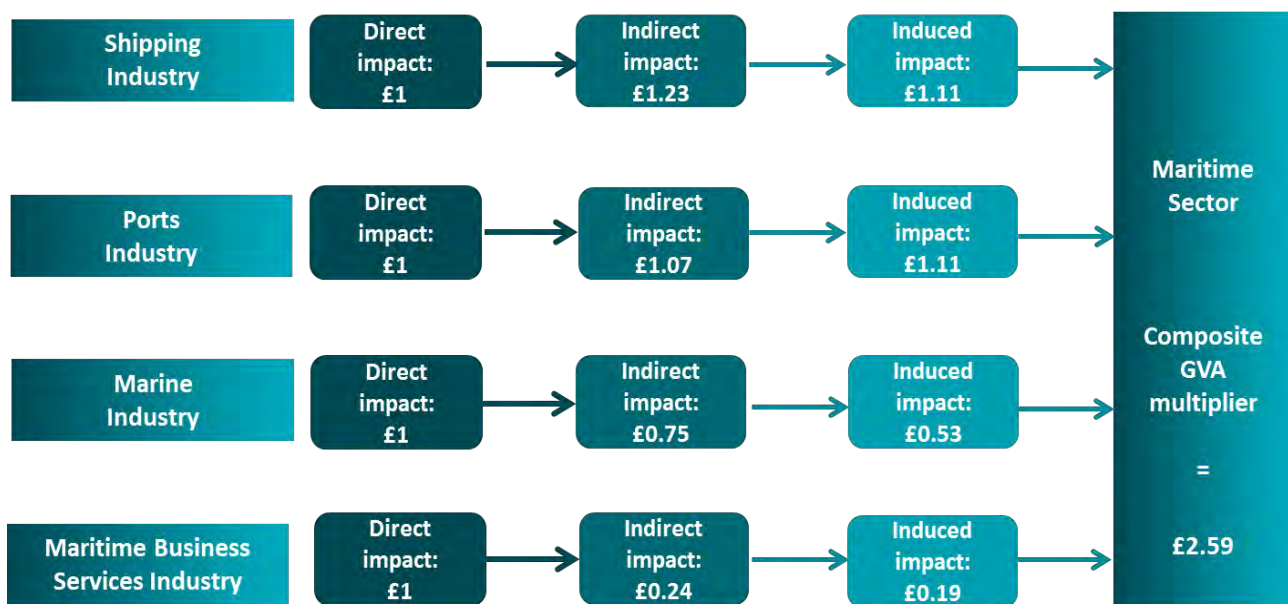 Shipping
Industry
Direct
impact:
£1
Indirect
impact:
£1.23
Induced
impact:
£1.11
Ports
Industry
Direct
impact:
£1
Indirect
impact:
£1.07
Induced
impact:
£1.11
Marine
Industry
Direct
impact:
£1
Indirect
impact:
£0.75
Induced
impact:
£0.53
Maritime Business
Services Industry
Direct
impact:
£1
Indirect
impact:
£0.24
Induced
impact:
£0.19
Maritime
Sector
Composite
GVA
multiplier
=
£2.59